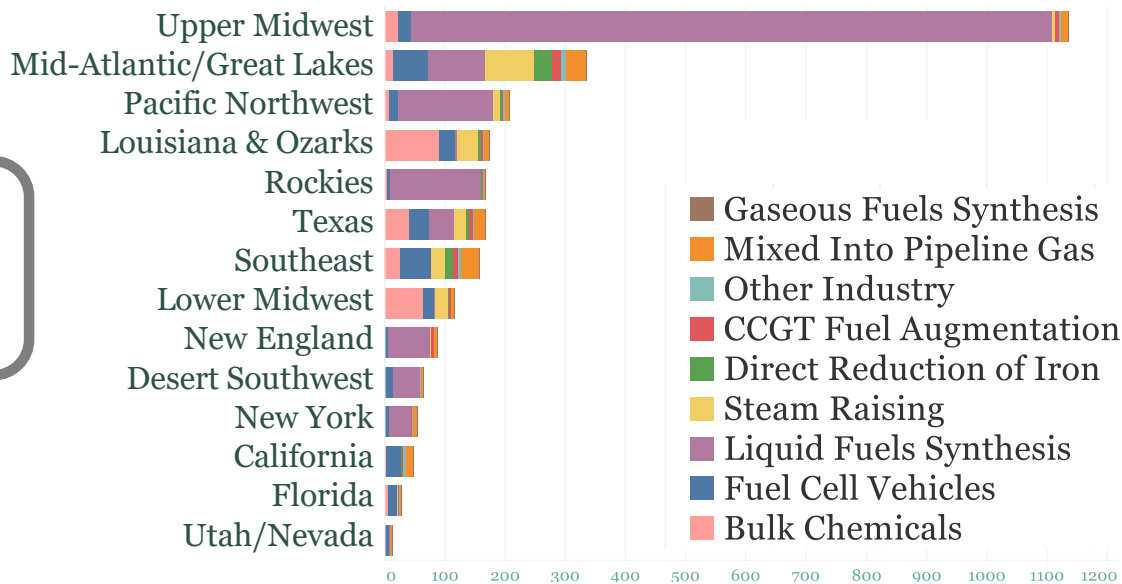 Upper Midwest
Mid-Atlantic/Great Lakes
Pacific Northwest
Louisiana & Ozarks
Rockies
Texas
Southeast
Lower Midwest
New England
Desert Southwest
New York
California
Florida
Utah/Nevada
Gaseous Fuels Synthesis
Mixed Into Pipeline Gas
Other Industry
CCGT Fuel Augmentation
Direct Reduction of Iron
Steam Raising
Liquid Fuels Synthesis
Fuel Cell Vehicles
Bulk Chemicals
0 100 200 300 400 500 600 700 800 900 1000 1100 1200